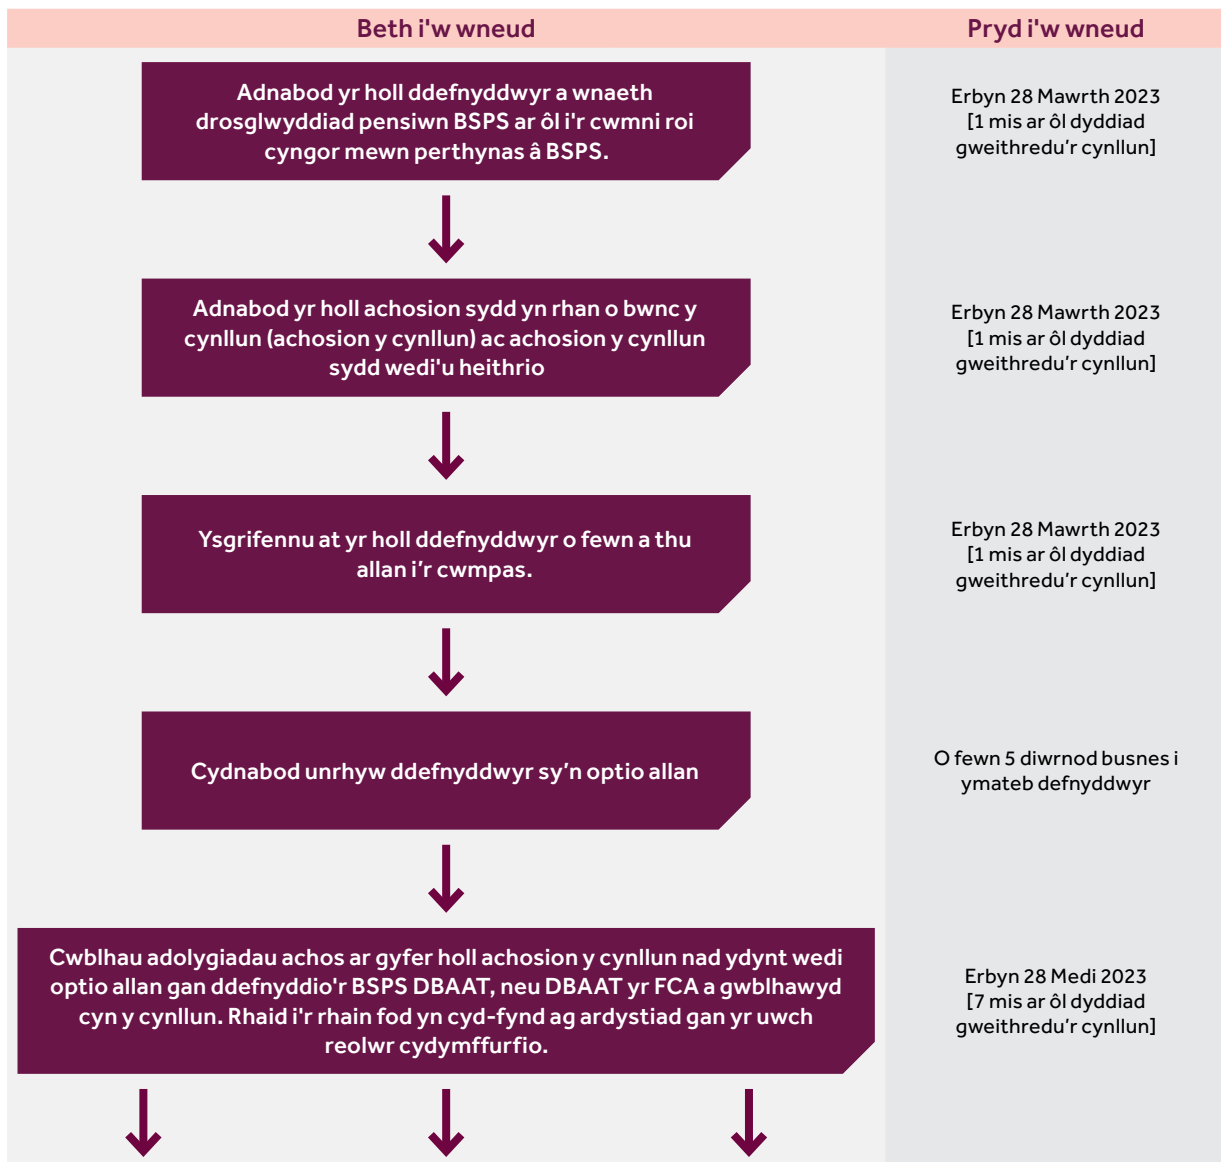 Beth i'w wneud
Pryd i'w wneud
Adnabod yr holl ddefnyddwyr a wnaeth
drosglwyddiad pensiwn BSPS ar ôl i'r cwmni roi
cyngor mewn perthynas â BSPS.
Erbyn 28 Mawrth 2023
[1 mis ar ôl dyddiad
gweithredu’r cynllun]
Adnabod yr holl achosion sydd yn rhan o bwnc y
cynllun (achosion y cynllun) ac achosion y cynllun
sydd wedi'u heithrio
Erbyn 28 Mawrth 2023
[1 mis ar ôl dyddiad
gweithredu’r cynllun]
Ysgrifennu at yr holl ddefnyddwyr o fewn a thu
allan i’r cwmpas.
Erbyn 28 Mawrth 2023
[1 mis ar ôl dyddiad
gweithredu’r cynllun]
Cydnabod unrhyw ddefnyddwyr sy’n optio allan
O fewn 5 diwrnod busnes i
ymateb defnyddwyr
Cwblhau adolygiadau achos ar gyfer holl achosion y cynllun nad ydynt wedi
optio allan gan ddefnyddio'r BSPS DBAAT, neu DBAAT yr FCA a gwblhawyd
cyn y cynllun. Rhaid i'r rhain fod yn cyd-fynd ag ardystiad gan yr uwch
reolwr cydymffurfio.
Erbyn 28 Medi 2023
[7 mis ar ôl dyddiad
gweithredu’r cynllun]